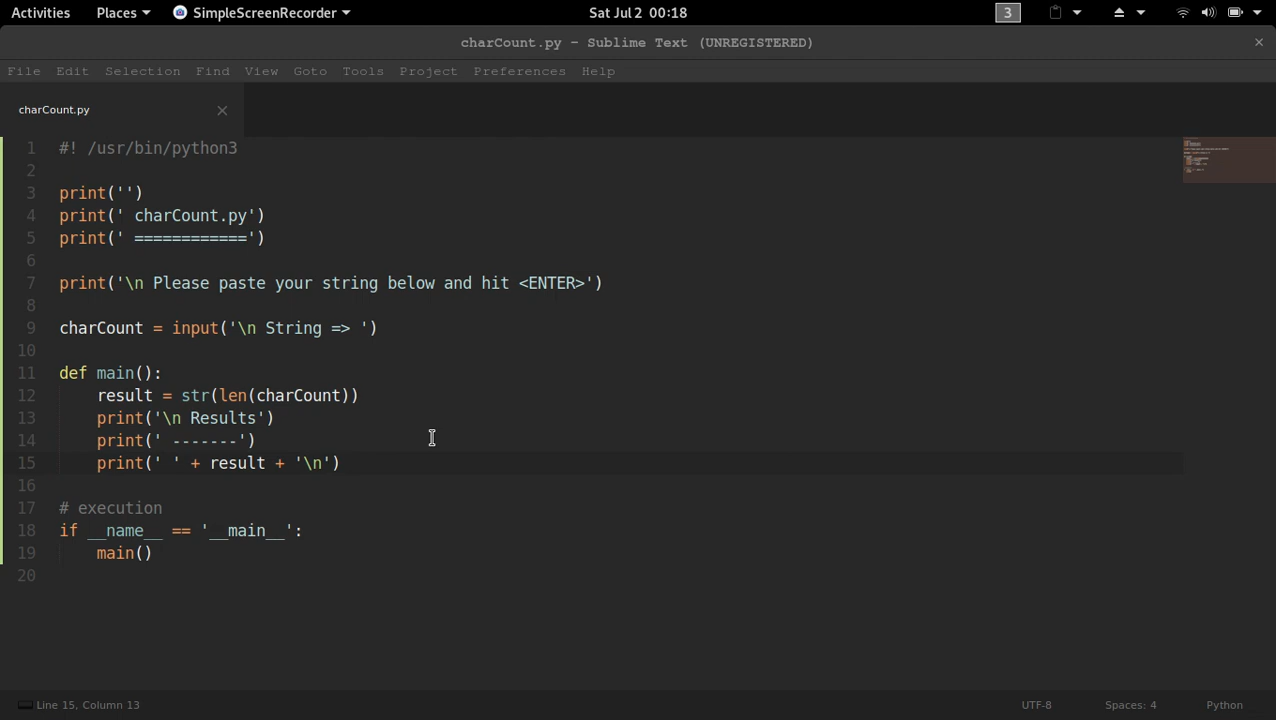 Activities Places SimpleScreenRecorder Sat Jul 2 00:18 3
charCount.py - Sublime Text (UNREGISTERED)
File Edit Selection Find View Goto Tools Project Preferences Help
charCount.py
1 #! /usr/bin/python3
2
3 print('')
4 print(' charCount.py')
5 print(' ============')
6
7 print('\n Please paste your string below and hit <ENTER>')
8
9 charCount = input('\n String => ')
10
11 def main():
12     result = str(len(charCount))
13     print('\n Results')
14     print(' -------')
15     print(' ' + result + '\n')
16
17 # execution
18 if __name__ == '__main__':
19     main()
20
Line 15, Column 13 UTF-8 Spaces: 4 Python